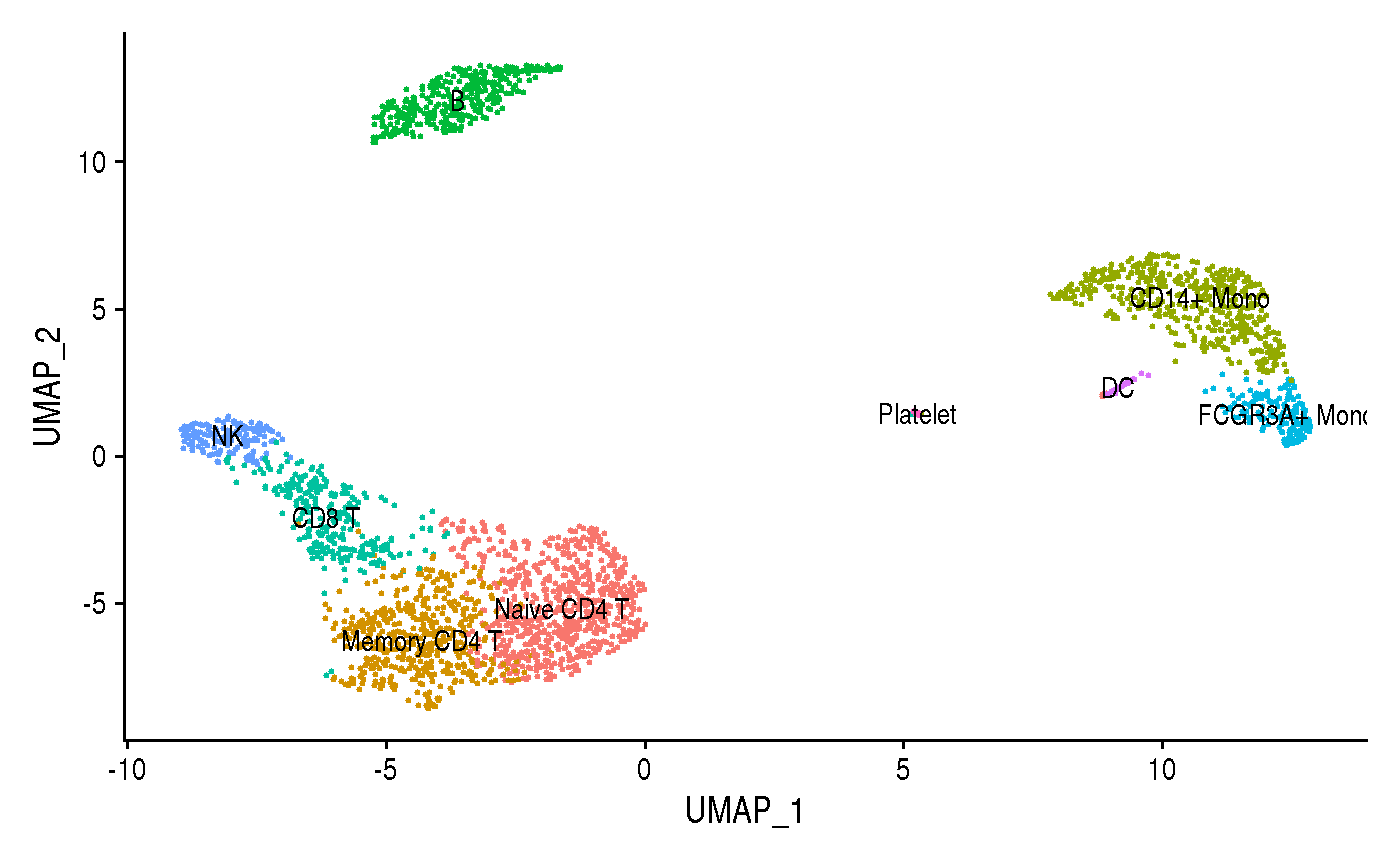 B
10
5
CD14+ Mono
DC
Platelet
FCGR3A+ Mono
NK
0
CD8 T
-5
Naive CD4 T
Memory CD4 T
-10
-5
0
5
10
UMAP_1
UMAP_2